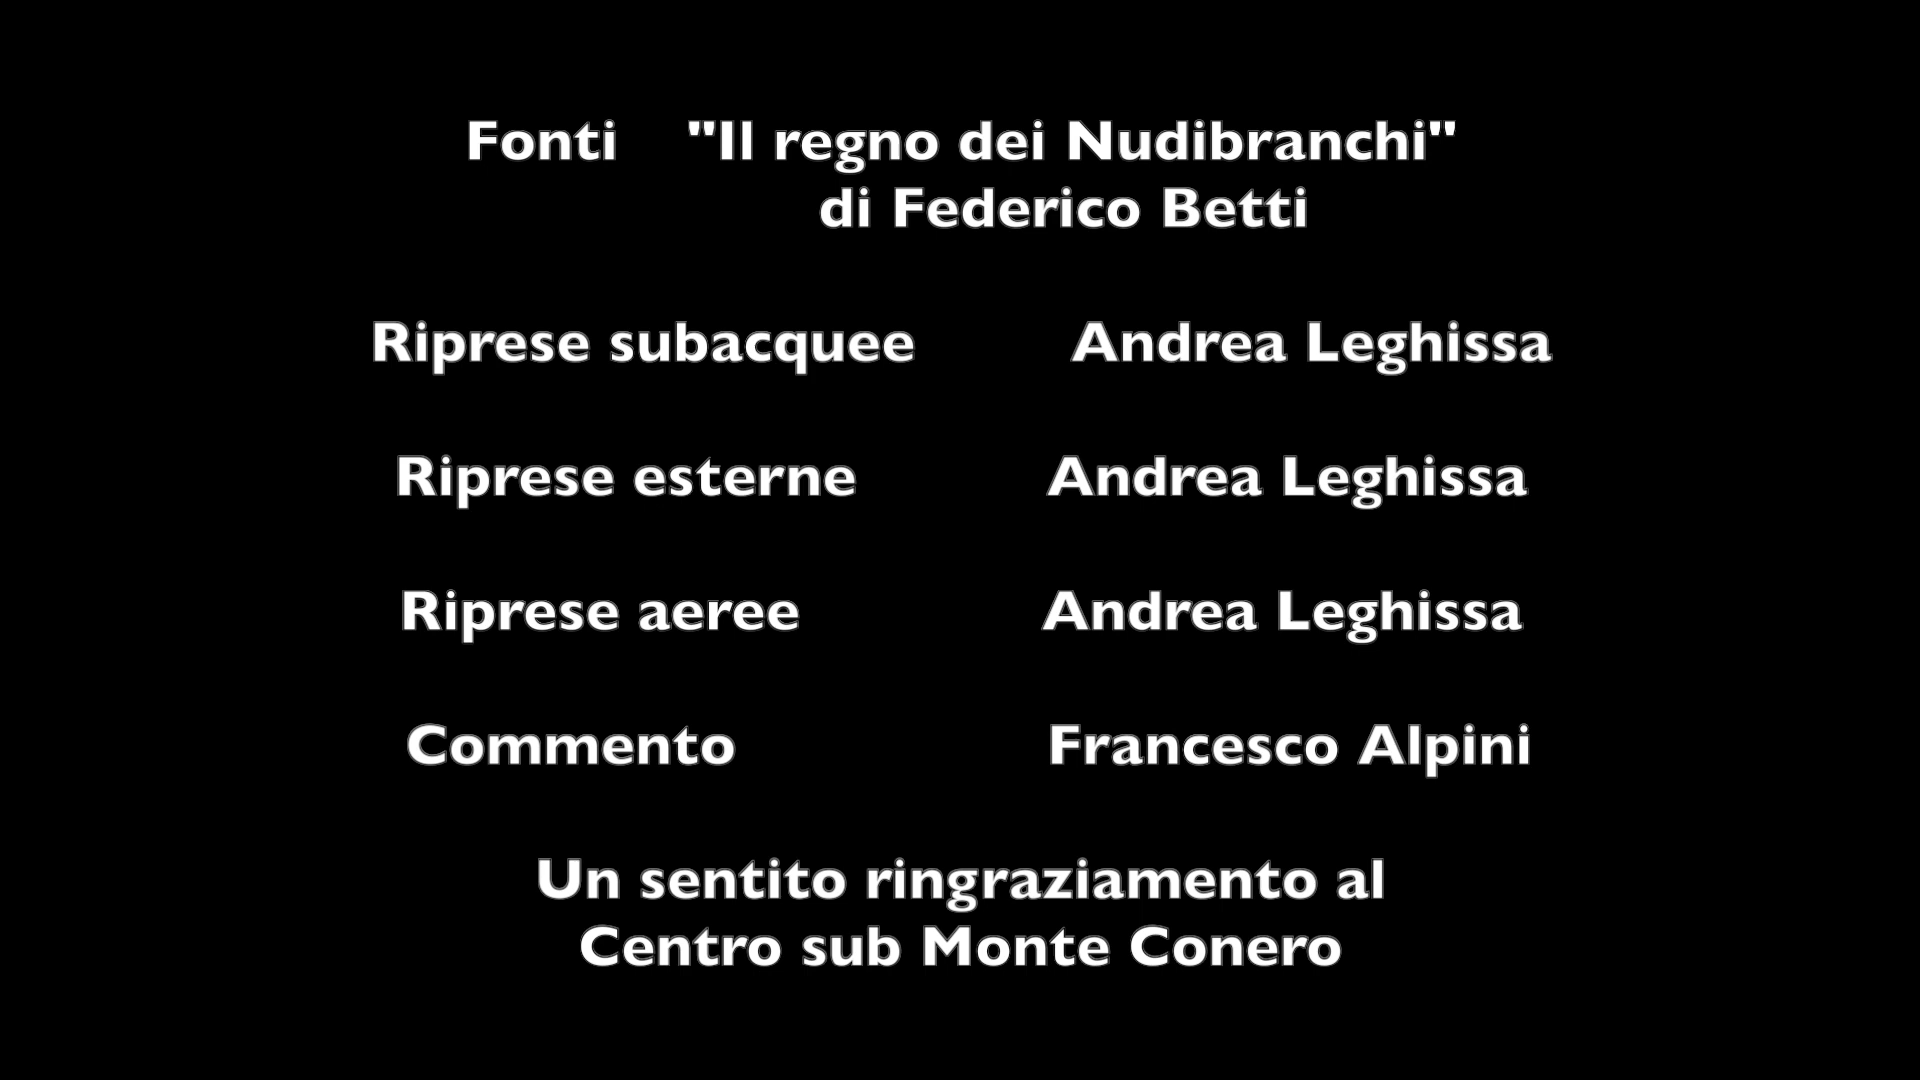 Fonti "Il regno dei Nudibranchi"
di Federico Betti
Riprese subacquee Andrea Leghissa
Riprese esterne Andrea Leghissa
Riprese aeree Andrea Leghissa
Commento Francesco Alpini
Un sentito ringraziamento al
Centro sub Monte Conero